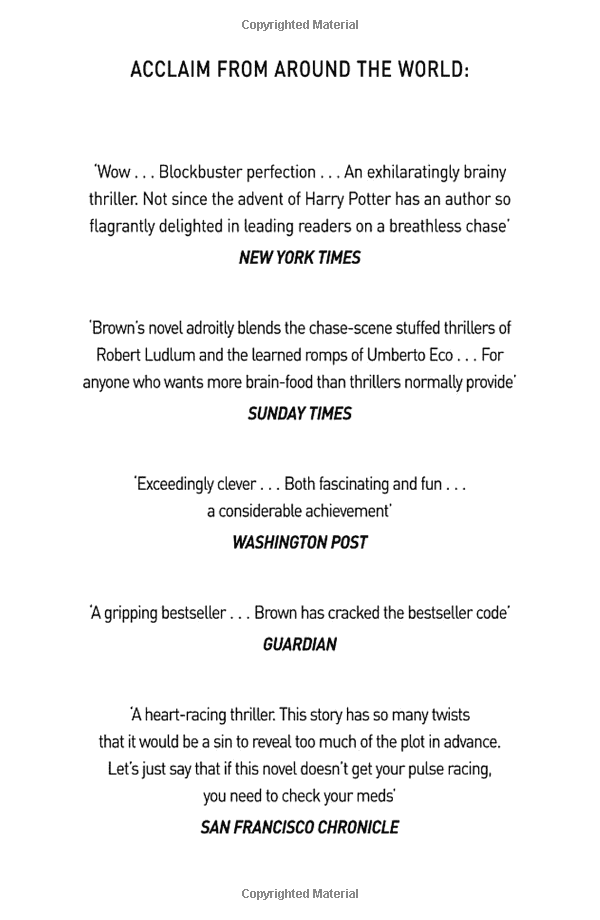 Copyrighted Material
ACCLAIM FROM AROUND THE WORLD:
‘Wow . . . Blockbuster perfection . . . An exhilaratingly brainy
thriller. Not since the advent of Harry Potter has an author so
flagrantly delighted in leading readers on a breathless chase’
NEW YORK TIMES
‘Brown’s novel adroitly blends the chase-scene stuffed thrillers of
Robert Ludlum and the learned romps of Umberto Eco . . . For
anyone who wants more brain-food than thrillers normally provide’
SUNDAY TIMES
‘Exceedingly clever . . . Both fascinating and fun . . .
a considerable achievement’
WASHINGTON POST
‘A gripping bestseller . . . Brown has cracked the bestseller code’
GUARDIAN
‘A heart-racing thriller. This story has so many twists
that it would be a sin to reveal too much of the plot in advance.
Let’s just say that if this novel doesn’t get your pulse racing,
you need to check your meds’
SAN FRANCISCO CHRONICLE
Copyrighted Material